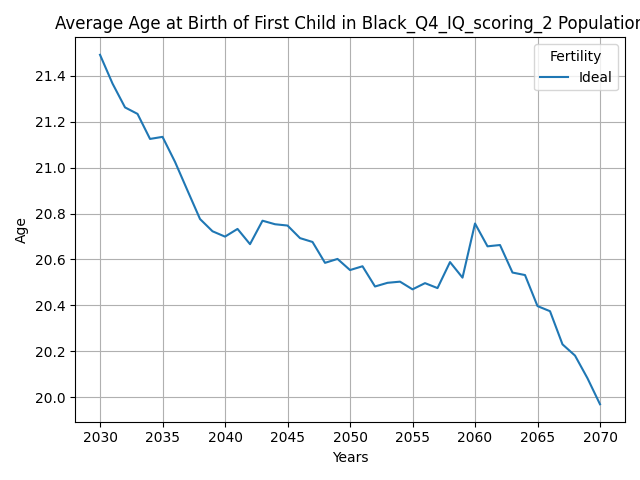 Average Age at Birth of First Child in Black_Q4_IQ_scoring_2 Population
Fertility
Ideal
Age
21.4
21.2
21.0
20.8
20.6
20.4
20.2
20.0
2030 2035 2040 2045 2050 2055 2060 2065 2070
Years